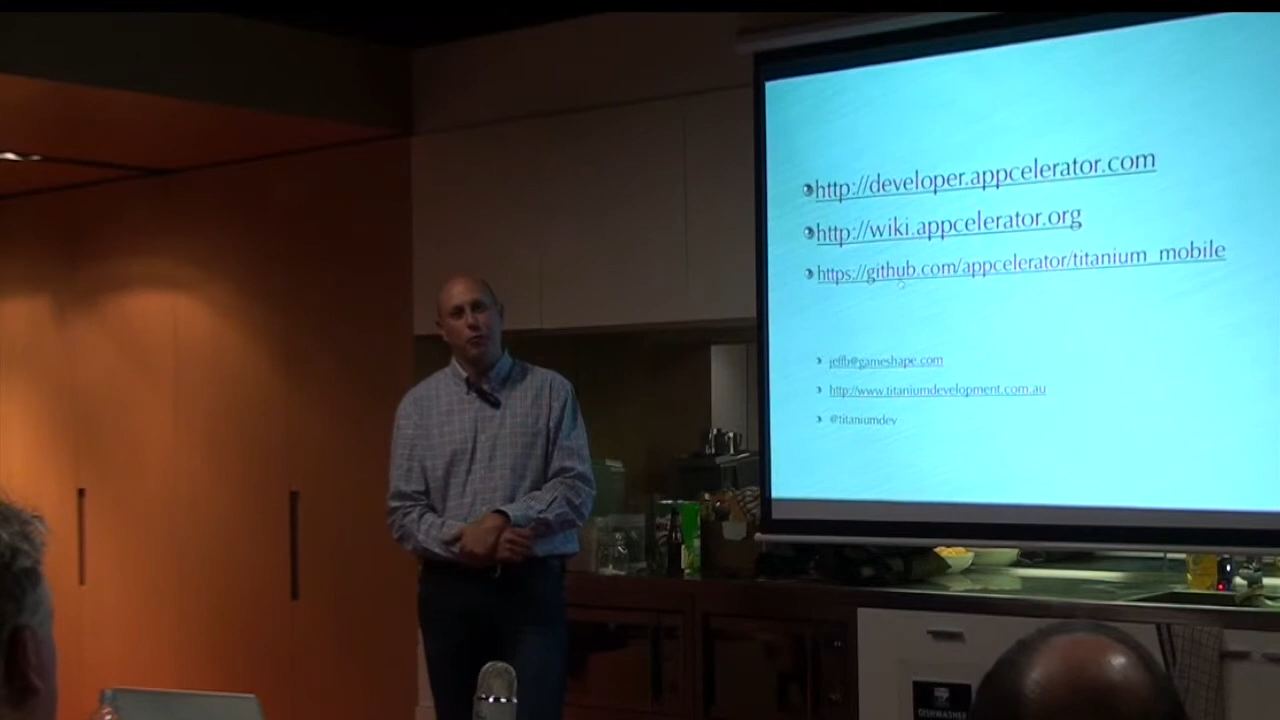 http://developer.appcelerator.com
http://wiki.appcelerator.org
https://github.com/appcelerator/titanium_mobile
jeffb@gameshape.com
http://www.titaniumdevelopment.com.au
@titaniumdev
DISHWASHER